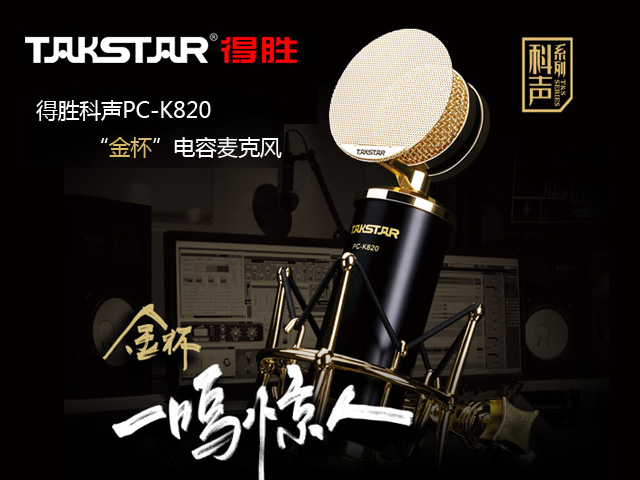 TAKSTAR® 得胜
得胜科声PC-K820
“金杯”电容麦克风
科声
系列
T&S SERIES
TAKSTAR
TAKSTAR
PC-K820
金杯
一鸣惊人